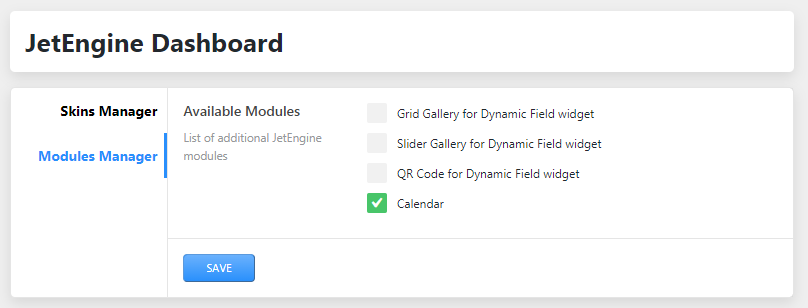 JetEngine Dashboard
Skins Manager
Modules Manager
Available Modules
List of additional JetEngine
modules
Grid Gallery for Dynamic Field widget
Slider Gallery for Dynamic Field widget
QR Code for Dynamic Field widget
Calendar
SAVE